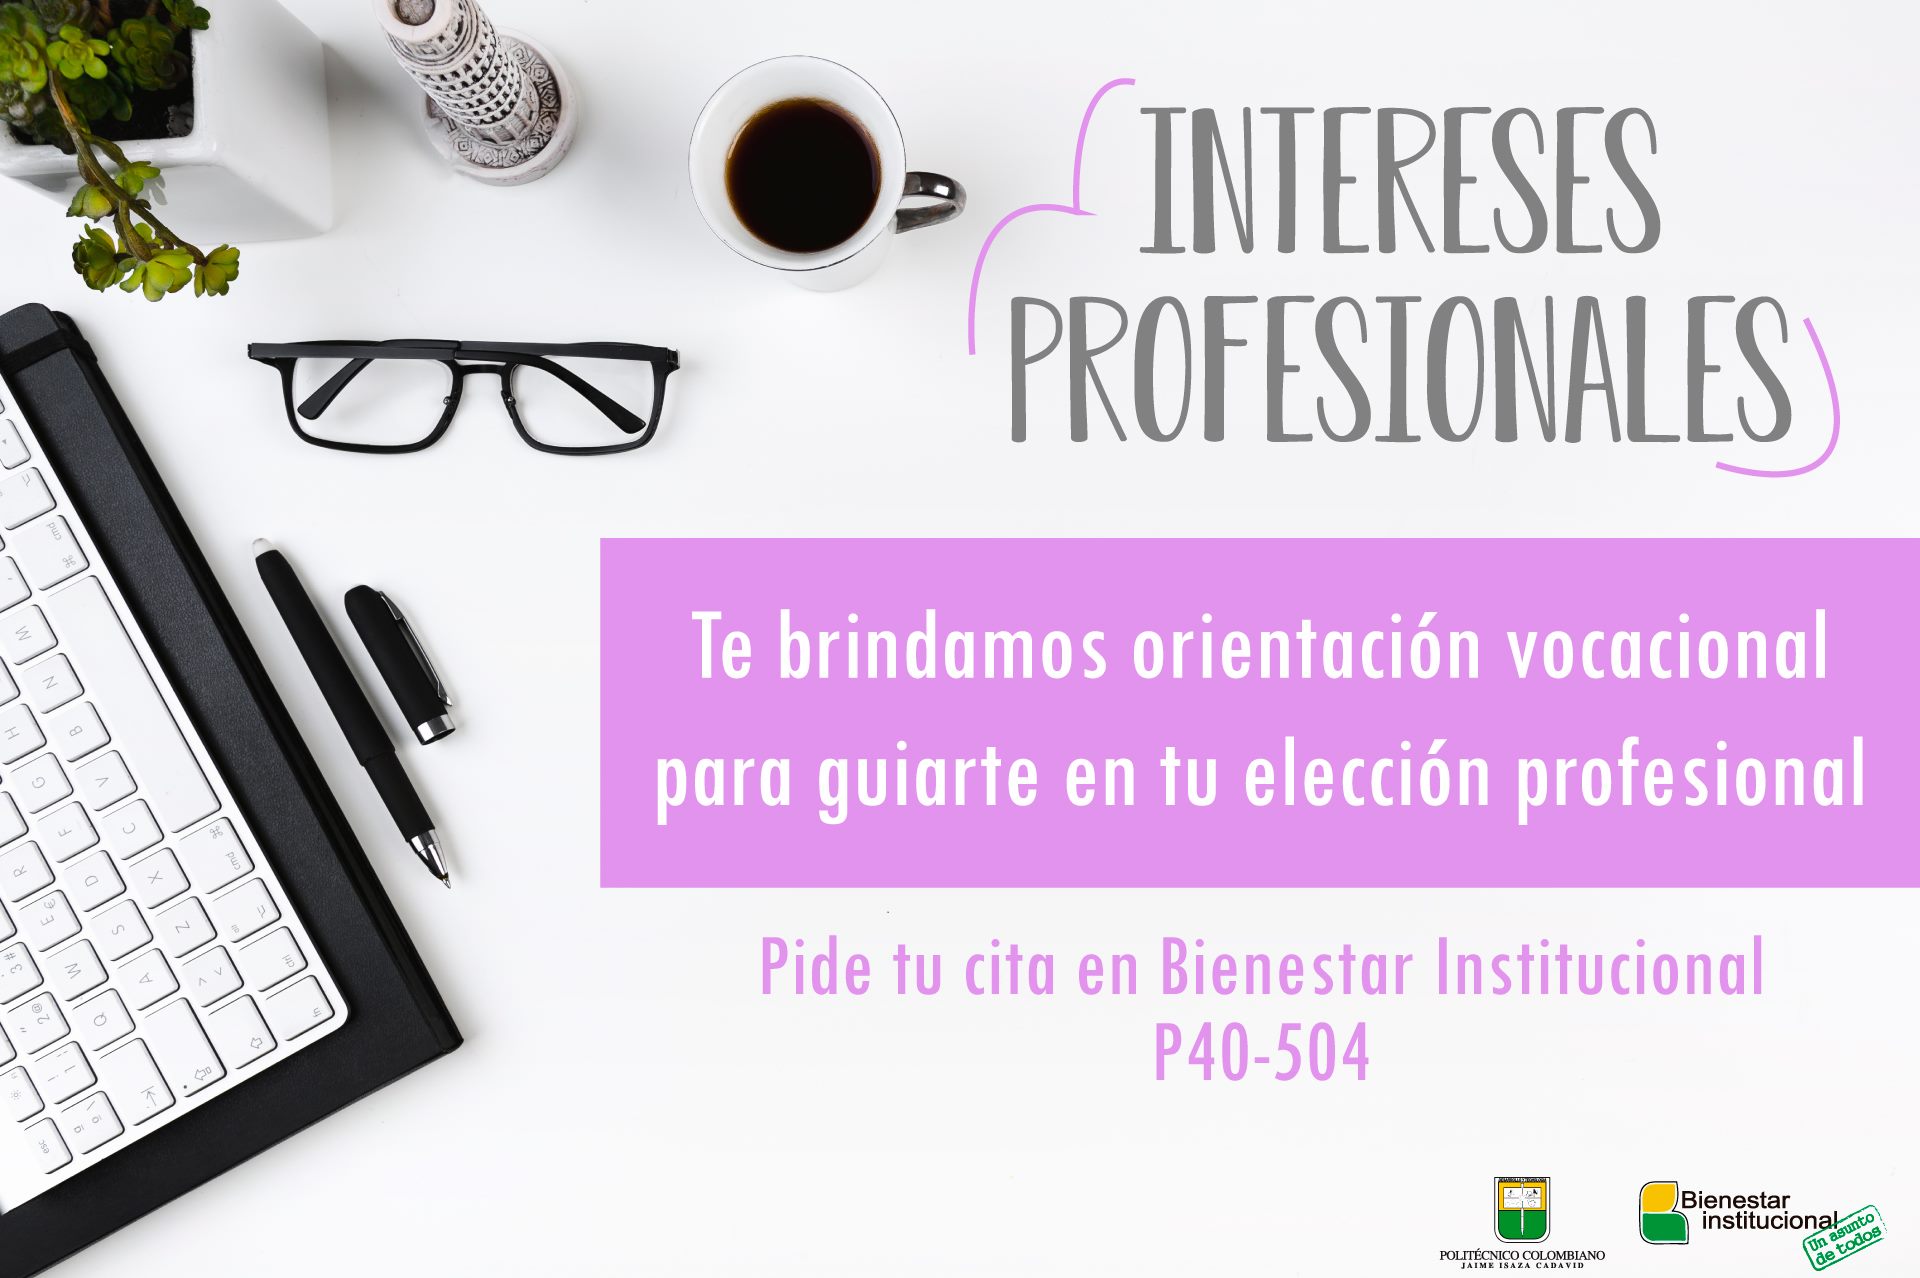 INTERESES
PROFESIONALES
Te brindamos orientación vocacional
para guiarte en tu elección profesional
Pide tu cita en Bienestar Institucional
P40-504
POLITÉCNICO COLOMBIANO
JAIME ISAZA CADAVID
Bienestar
institucional
Un asunto
de todos